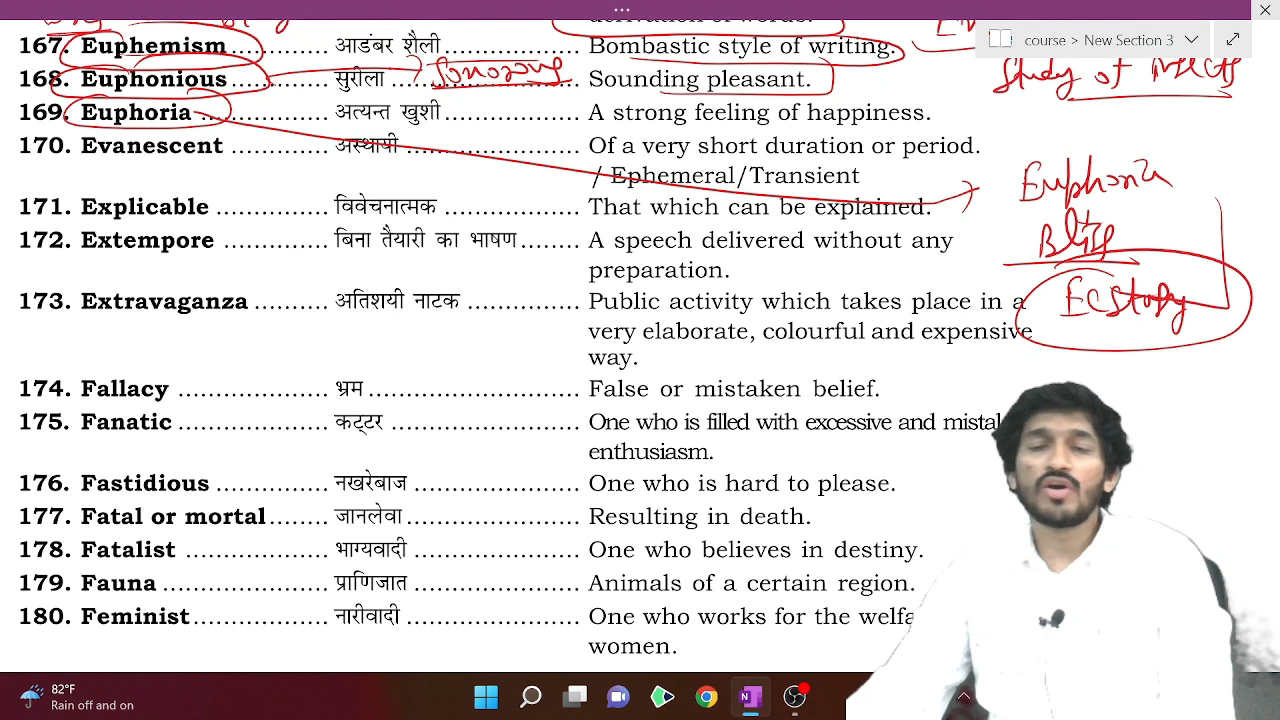 derivation of words.
167. Euphemism .............. आडंबर शैली .................... Bombastic style of writing.
course > New Section 3
168. Euphonious ............ सुरीला ........................... Sounding pleasant.
Sonorous
Study of Insects
169. Euphoria ................. अत्यन्त खुशी .................... A strong feeling of happiness.
170. Evanescent ............. अस्थायी ......................... Of a very short duration or period.
/ Ephemeral/Transient
Euphoria
171. Explicable ............... विवेचनात्मक .................... That which can be explained.
172. Extempore .............. बिना तैयारी का भाषण ........ A speech delivered without any
preparation.
Bliss
173. Extravaganza .......... अतिशयी नाटक ................. Public activity which takes place in a
very elaborate, colourful and expensive
way.
Ecstasy
174. Fallacy ..................... भ्रम ............................... False or mistaken belief.
175. Fanatic ..................... कट्टर ............................. One who is filled with excessive and
enthusiasm.
176. Fastidious ............... नखरेबाज ........................ One who is hard to please.
177. Fatal or mortal ........ जानलेवा ........................ Resulting in death.
178. Fatalist .................... भाग्यवादी ....................... One who believes in destiny.
179. Fauna ....................... प्राणिजात ....................... Animals of a certain region.
180. Feminist .................. नारीवादी ........................ One who works for the
women.
82°F
Rain off and on